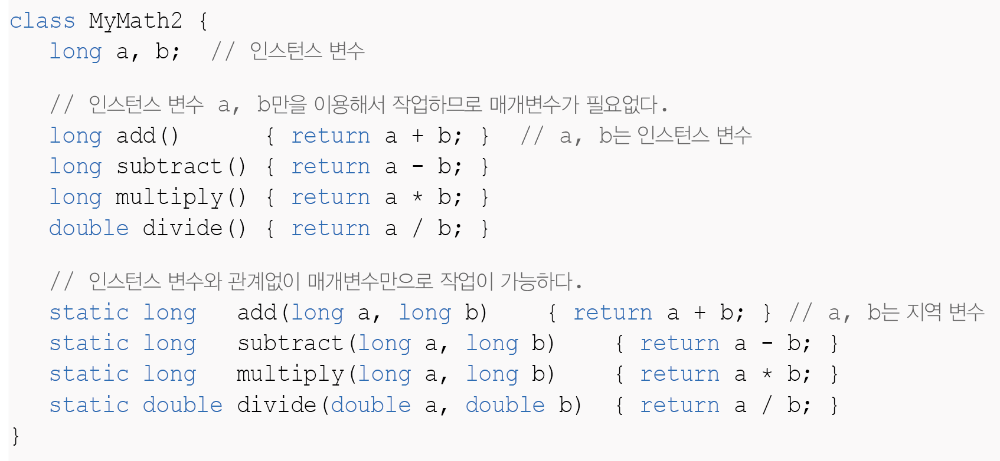 class MyMath2 {
   long a, b;  // 인스턴스 변수

   // 인스턴스 변수 a, b만을 이용해서 작업하므로 매개변수가 필요없다.
   long add()      { return a + b; }  // a, b는 인스턴스 변수
   long subtract() { return a - b; }
   long multiply() { return a * b; }
   double divide() { return a / b; }

   // 인스턴스 변수와 관계없이 매개변수만으로 작업이 가능하다.
   static long   add(long a, long b)    { return a + b; } // a, b는 지역 변수
   static long   subtract(long a, long b)    { return a - b; }
   static long   multiply(long a, long b)    { return a * b; }
   static double divide(double a, double b)  { return a / b; }
}